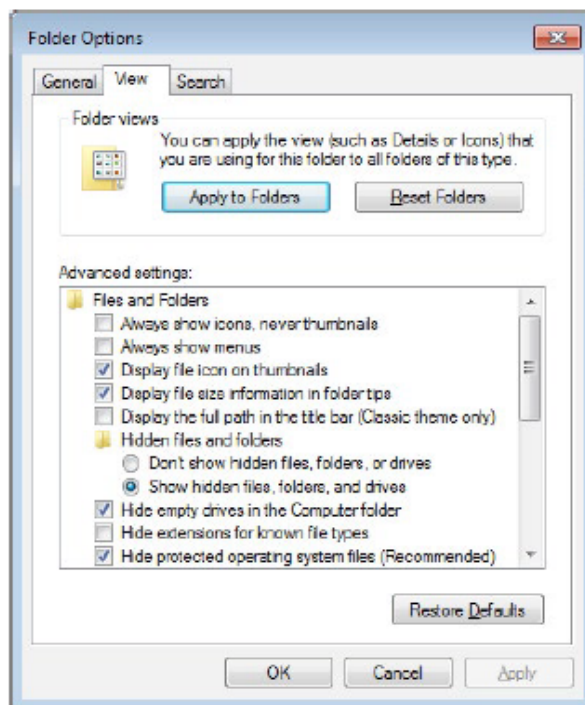 Folder Options
General
View
Search
Folder views
You can apply the view (such as Details or Icons) that
you are using for this folder to all folders of this type.
Apply to Folders
Reset Folders
Advanced settings:
Files and Folders
Always show icons, never thumbnails
Always show menus
Display file icon on thumbnails
Display file size information in folder tips
Display the full path in the title bar (Classic theme only)
Hidden files and folders
Don't show hidden files, folders, or drives
Show hidden files, folders, and drives
Hide empty drives in the Computer folder
Hide extensions for known file types
Hide protected operating system files (Recommended)
Restore Defaults
OK
Cancel
Apply